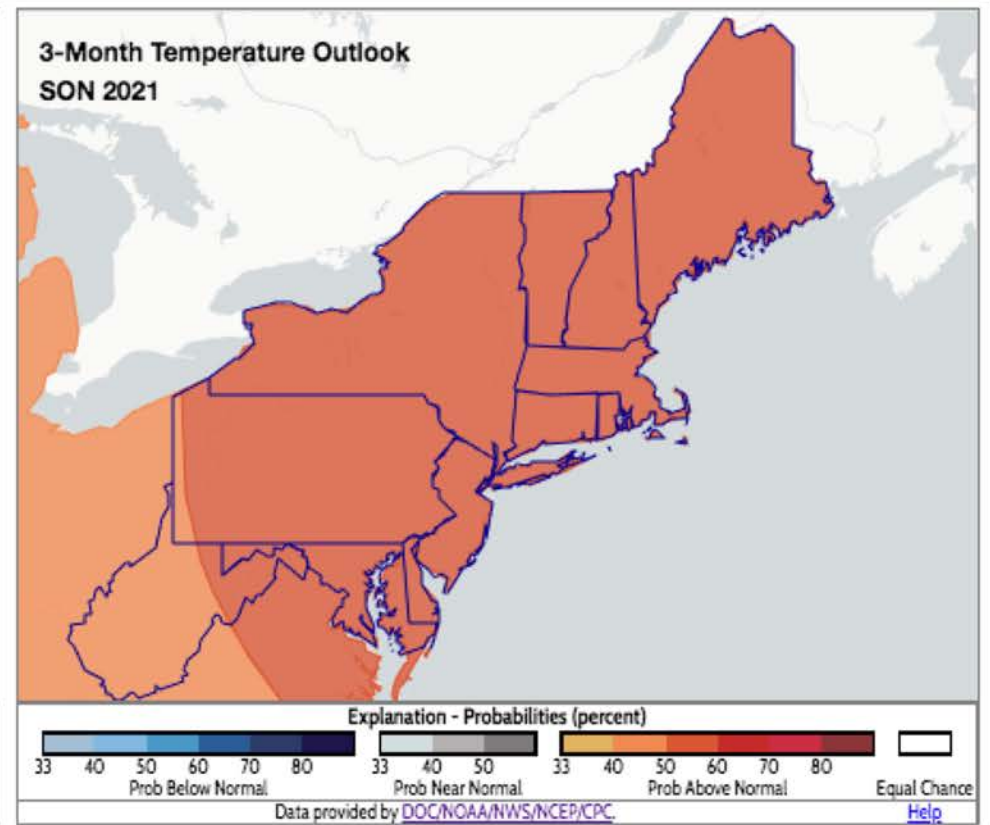 3-Month Temperature Outlook
SON 2021
Explanation - Probabilities (percent)
33 40 50 60 70 80 33 40 50 33 40 50 60 70 80
Prob Below Normal Prob Near Normal Prob Above Normal Equal Chance
Data provided by DOC/NOAA/NWS/NCEP/CPC. Help